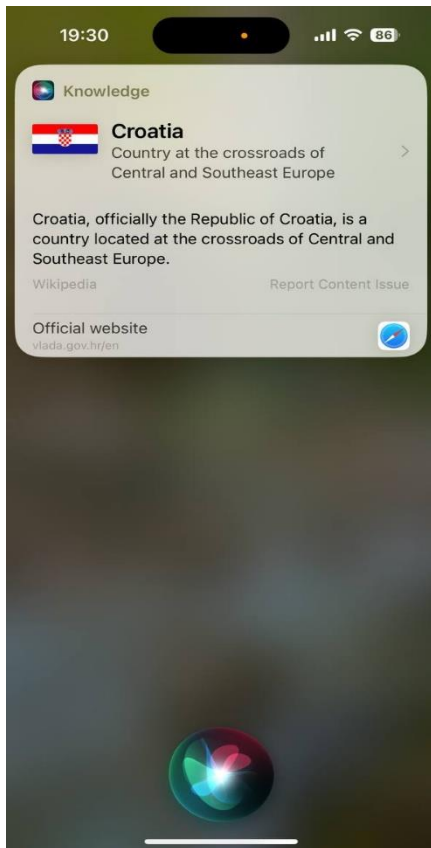 19:30
86
Knowledge
Croatia
Country at the crossroads of
Central and Southeast Europe
Croatia, officially the Republic of Croatia, is a
country located at the crossroads of Central and
Southeast Europe.
Wikipedia Report Content Issue
Official website
vlada.gov.hr/en